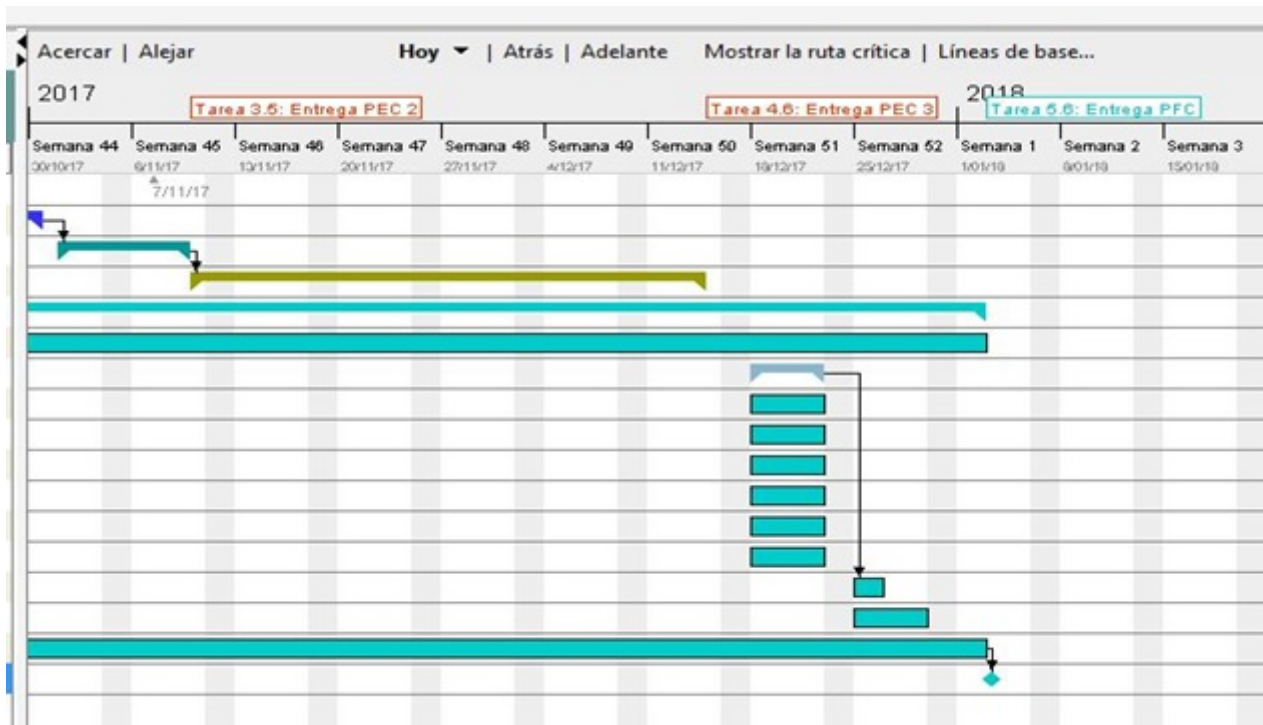 Acercar | Alejar Hoy | Atrás | Adelante Mostrar la ruta crítica | Líneas de base...
2017 2018
Tarea 3.5: Entrega PEC 2 Tarea 4.6: Entrega PEC 3 Tarea 5.6: Entrega PFC
Semana 44 Semana 45 Semana 46 Semana 47 Semana 48 Semana 49 Semana 50 Semana 51 Semana 52 Semana 1 Semana 2 Semana 3
30/10/17 6/11/17 13/11/17 20/11/17 27/11/17 4/12/17 11/12/17 18/12/17 25/12/17 1/01/18 8/01/18 15/01/18
7/11/17